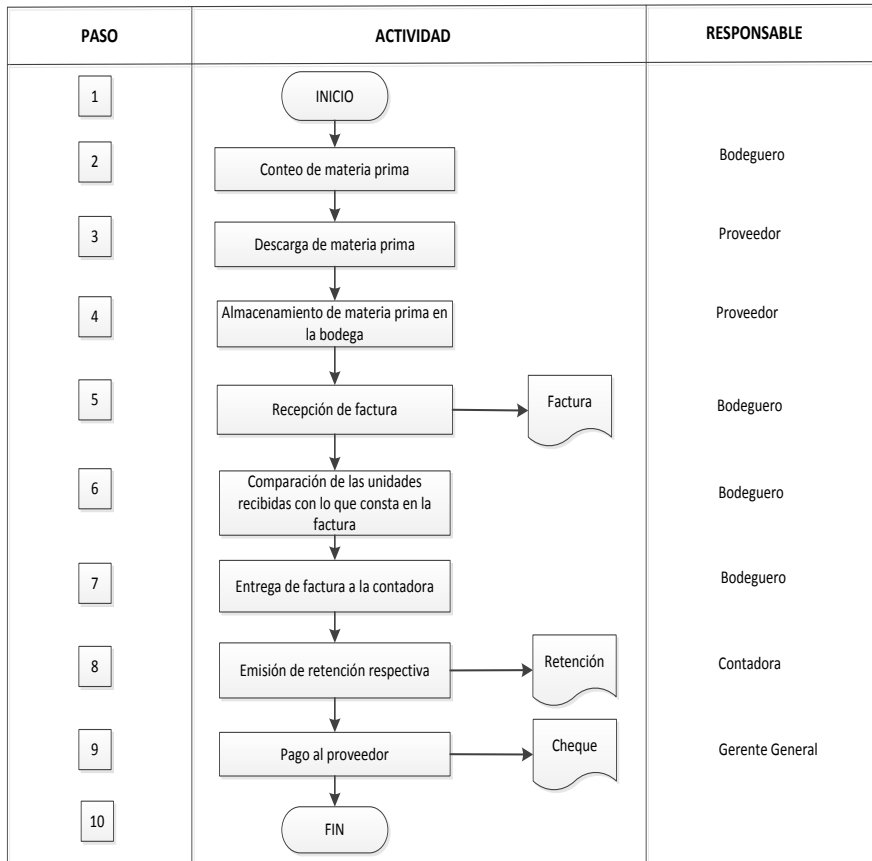 PASO
ACTIVIDAD
RESPONSABLE
1
INICIO
2
Conteo de materia prima
Bodeguero
3
Descarga de materia prima
Proveedor
4
Almacenamiento de materia prima en
la bodega
Proveedor
5
Recepción de factura
Factura
Bodeguero
6
Comparación de las unidades
recibidas con lo que consta en la
factura
Bodeguero
7
Entrega de factura a la contadora
Bodeguero
8
Emisión de retención respectiva
Retención
Contadora
9
Pago al proveedor
Cheque
Gerente General
10
FIN